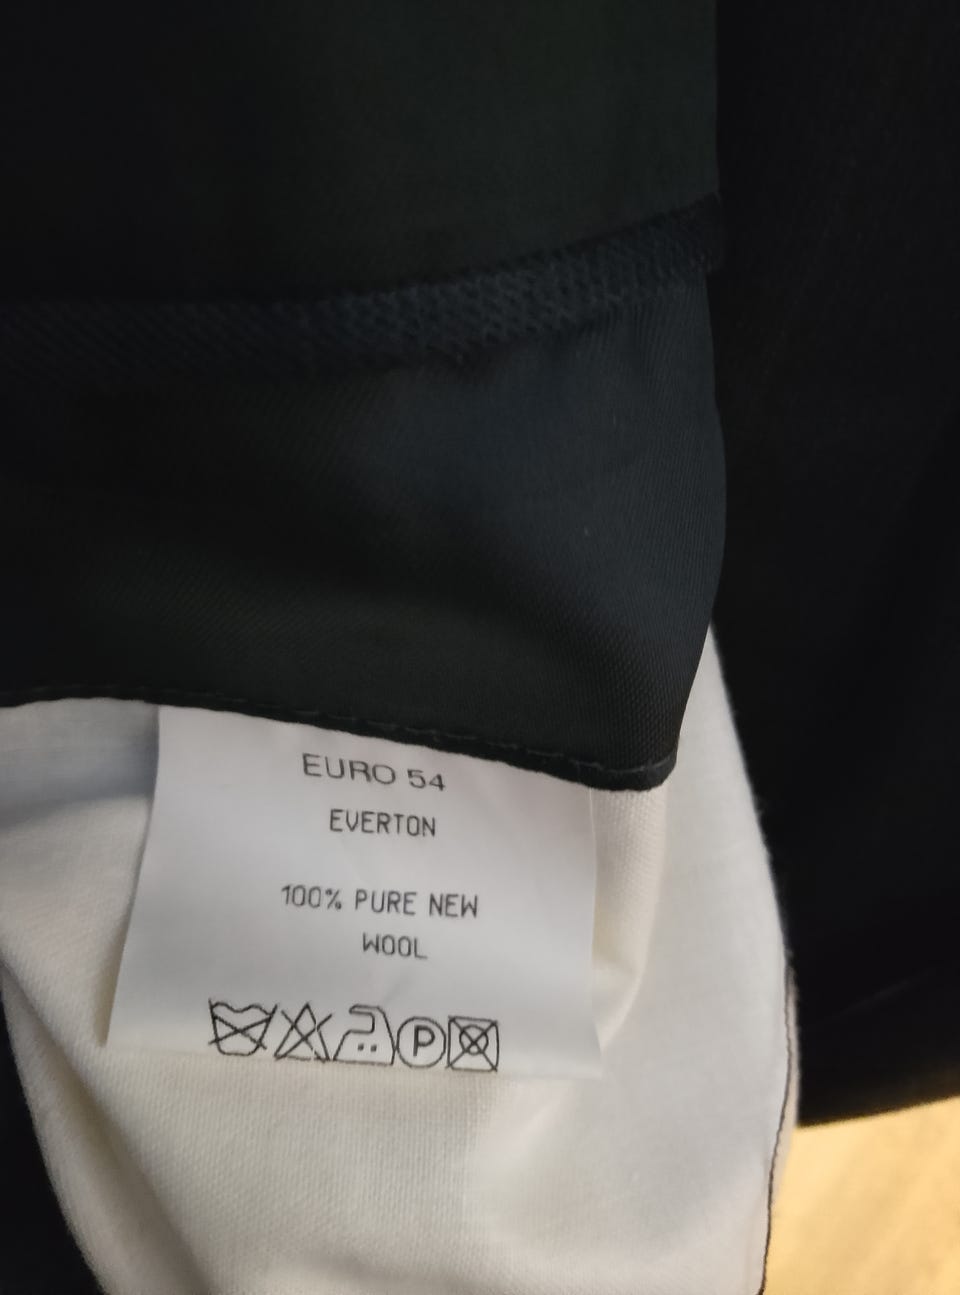 EURO 54
EVERTON
100% PURE NEW
WOOL
P